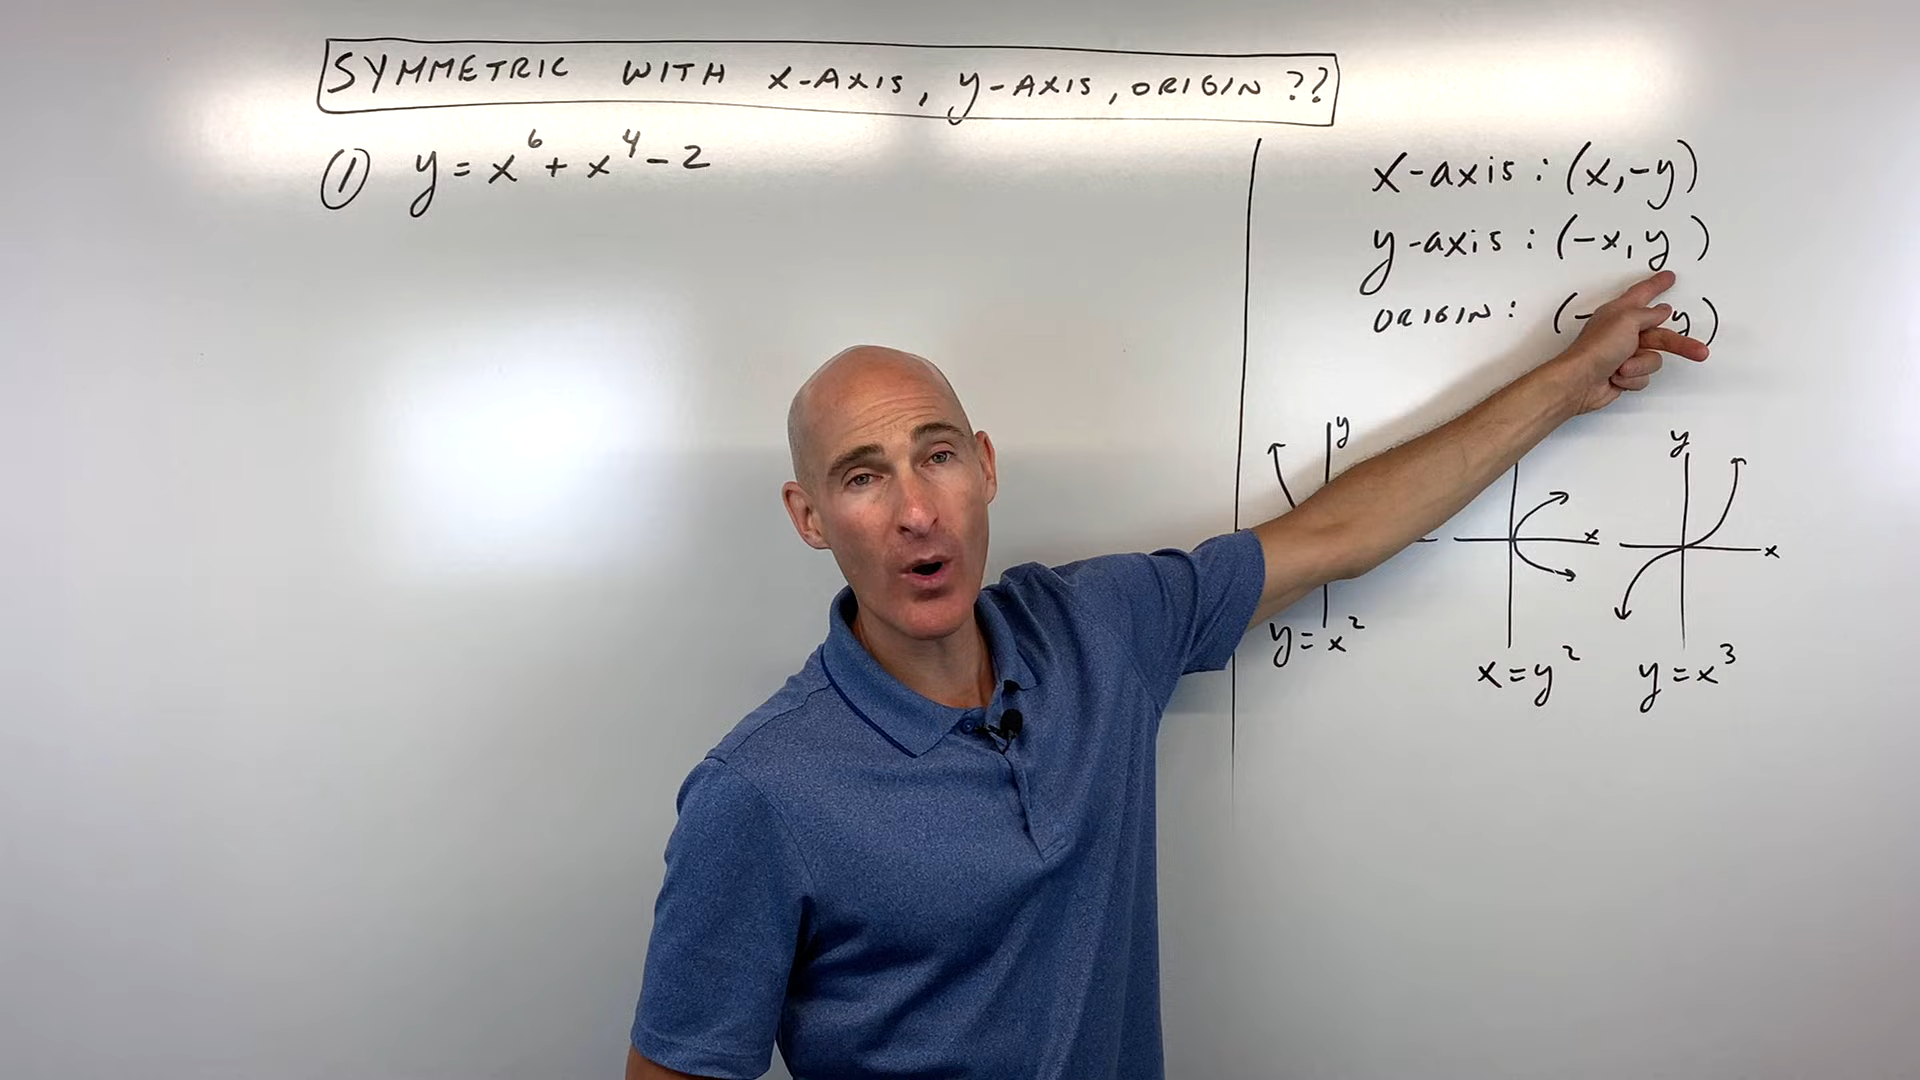 SYMMETRIC WITH X-AXIS, y-AXIS, ORIGIN ??
① y = x⁶ + x⁴ - 2
x-axis : (x, -y)
y-axis : (-x, y )
ORIGIN : (- y )
y
y
x
x
y = x²
x = y²
y = x³